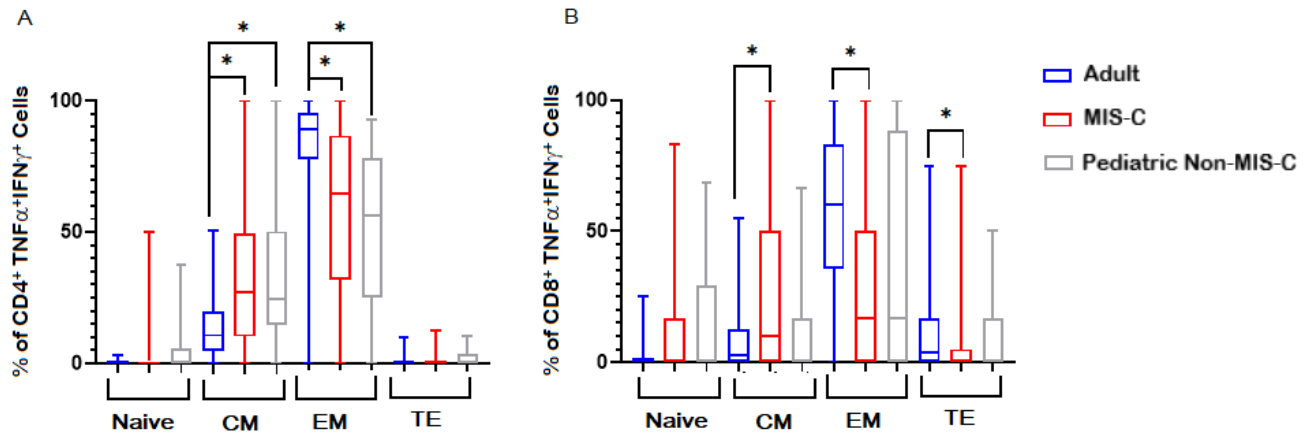 A
% of CD4⁺ TNFα⁺IFNγ⁺ Cells
100
50
0
* *
* *
Naive CM EM TE
B
% of CD8⁺ TNFα⁺IFNγ⁺ Cells
100
50
0
* *
*
Naive CM EM TE
Adult
MIS-C
Pediatric Non-MIS-C